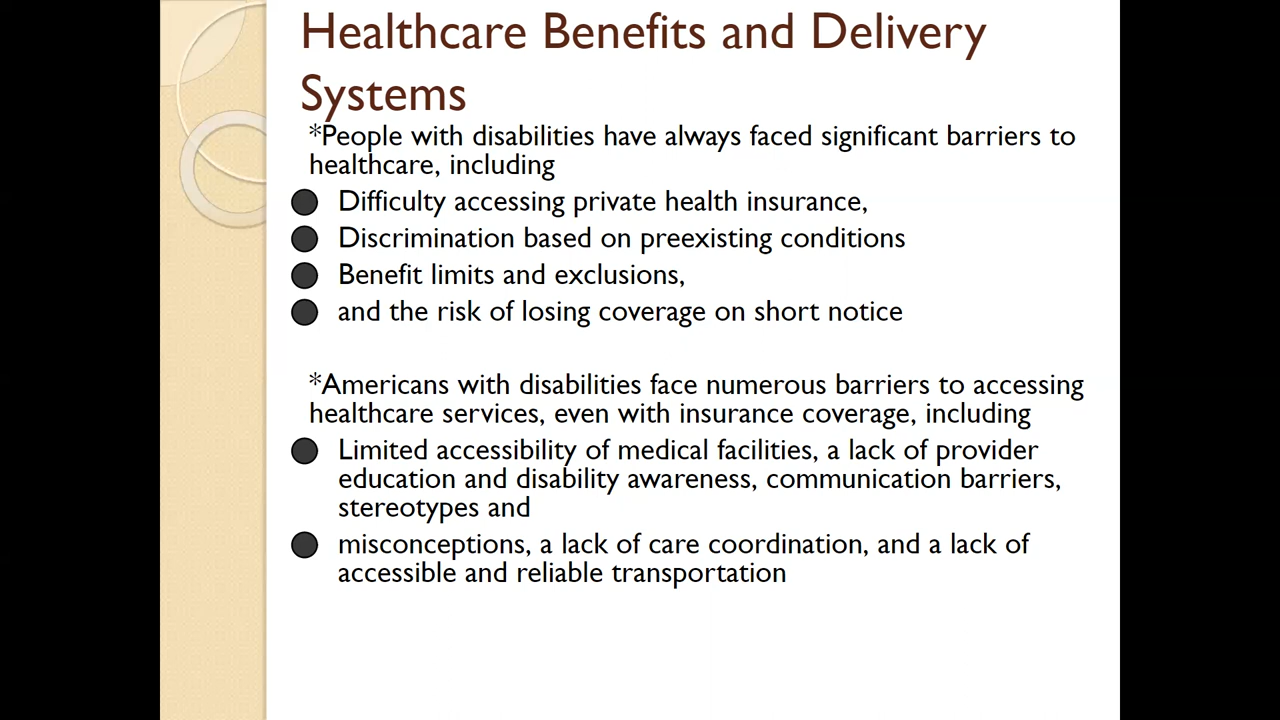 Healthcare Benefits and Delivery
Systems
*People with disabilities have always faced significant barriers to
healthcare, including
● Difficulty accessing private health insurance,
● Discrimination based on preexisting conditions
● Benefit limits and exclusions,
● and the risk of losing coverage on short notice
*Americans with disabilities face numerous barriers to accessing
healthcare services, even with insurance coverage, including
● Limited accessibility of medical facilities, a lack of provider
education and disability awareness, communication barriers,
stereotypes and
● misconceptions, a lack of care coordination, and a lack of
accessible and reliable transportation